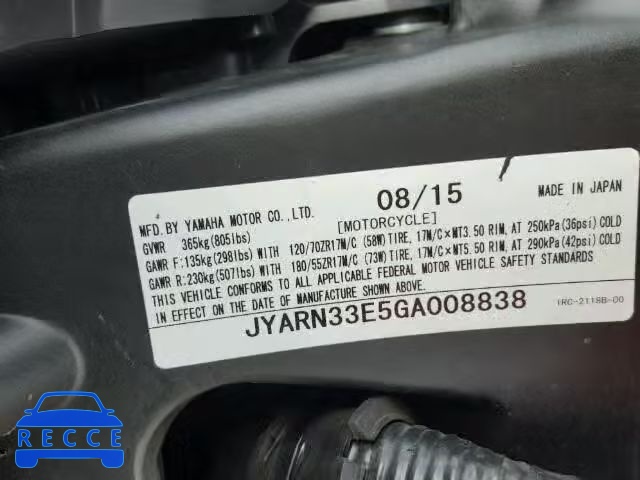 08/15
MADE IN JAPAN
MFD.BY YAMAHA MOTOR CO.,LTD.
[MOTORCYCLE]
GVWR 365kg(805lbs)
GAWR F:135kg(298lbs) WITH 120/70ZR17M/C (58W)TIRE, 17M/C×MT3.50 RIM, AT 250kPa(36psi)COLD
GAWR R:230kg(507lbs) WITH 180/55ZR17M/C (73W)TIRE, 17M/C×MT5.50 RIM, AT 290kPa(42psi)COLD
THIS VEHICLE CONFORMS TO ALL APPLICABLE FEDERAL MOTOR VEHICLE SAFETY STANDARDS
IN EFFECT ON THE DATE OF MANUFACTURE SHOWN ABOVE.
JYARN33E5GA008838
1RC-2118B-00
RECCE